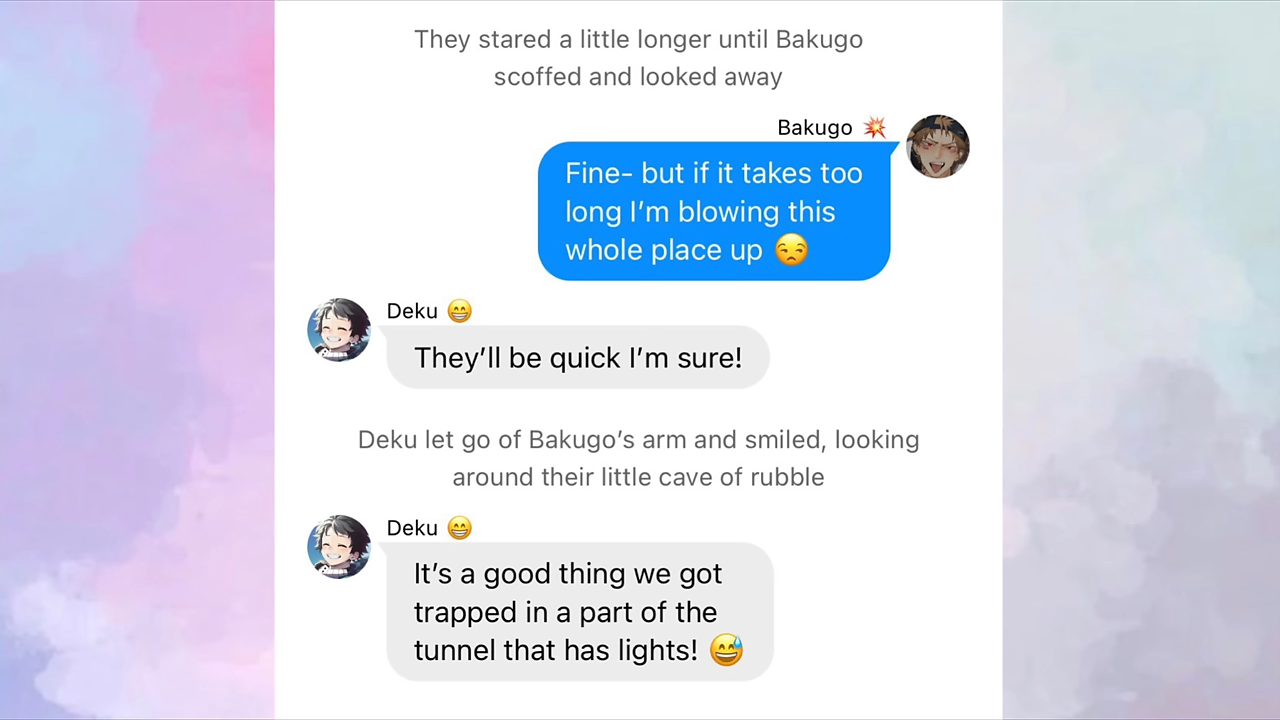 They stared a little longer until Bakugo
scoffed and looked away
Bakugo 💥
Fine- but if it takes too
long I’m blowing this
whole place up 😒
Deku 😁
They’ll be quick I’m sure!
Deku let go of Bakugo’s arm and smiled, looking
around their little cave of rubble
Deku 😁
It’s a good thing we got
trapped in a part of the
tunnel that has lights! 😅